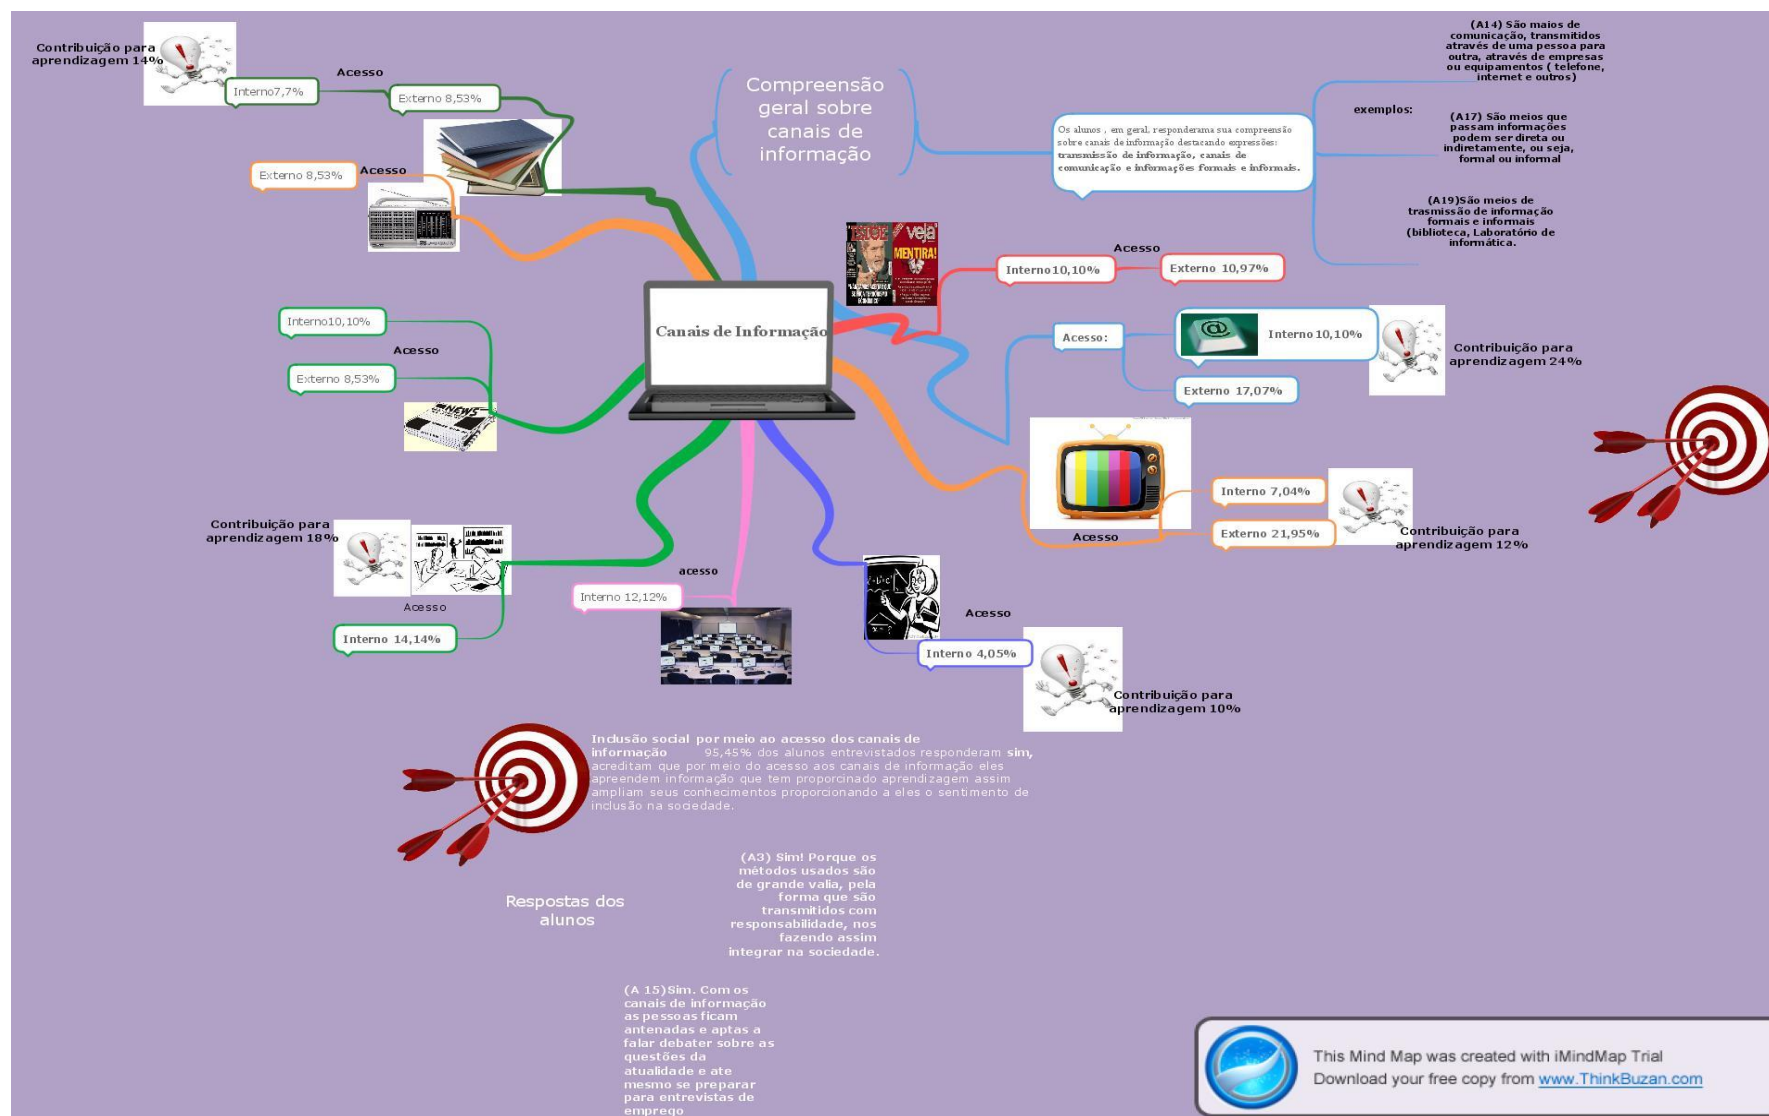 Contribuição para
aprendizagem 14%
Acesso
Interno7,7%
Externo 8,53%
Externo 8,53%
Acesso
Interno10,10%
Acesso
Externo 8,53%
NEWS
Contribuição para
aprendizagem 18%
Acesso
Interno 14,14%
Compreensão
geral sobre
canais de
informação
Os alunos , em geral, responderama sua compreensão
sobre canais de informação destacando expressões:
transmissão de informação, canais de
comunicação e informações formais e informais.
(A14) São maios de
comunicação, transmitidos
através de uma pessoa para
outra, através de empresas
ou equipamentos ( telefone,
internet e outros)
exemplos:
(A17) São meios que
passam informações
podem ser direta ou
indiretamente, ou seja,
formal ou informal
(A19)São meios de
trasmissão de informação
formais e informais
(biblioteca, Laboratório de
informática.
veja
MENTIRA!
Acesso
Interno10,10%
Externo 10,97%
Canais de Informação
Acesso:
@
Interno 10,10%
Externo 17,07%
Contribuição para
aprendizagem 24%
Interno 7,04%
Acesso
Externo 21,95%
Contribuição para
aprendizagem 12%
acesso
Interno 12,12%
Acesso
Interno 4,05%
Contribuição para
aprendizagem 10%
Inclusão social por meio ao acesso dos canais de
informação 95,45% dos alunos entrevistados responderam sim,
acreditam que por meio do acesso aos canais de informação eles
apreendem informação que tem proporcinado aprendizagem assim
ampliam seus conhecimentos proporcionando a eles o sentimento de
inclusão na sociedade.
Respostas dos
alunos
(A3) Sim! Porque os
métodos usados são
de grande valia, pela
forma que são
transmitidos com
responsabilidade, nos
fazendo assim
integrar na sociedade.
(A 15)Sim. Com os
canais de informação
as pessoas ficam
antenadas e aptas a
falar debater sobre as
questões da
atualidade e ate
mesmo se preparar
para entrevistas de
emprego
This Mind Map was created with iMindMap Trial
Download your free copy from www.ThinkBuzan.com